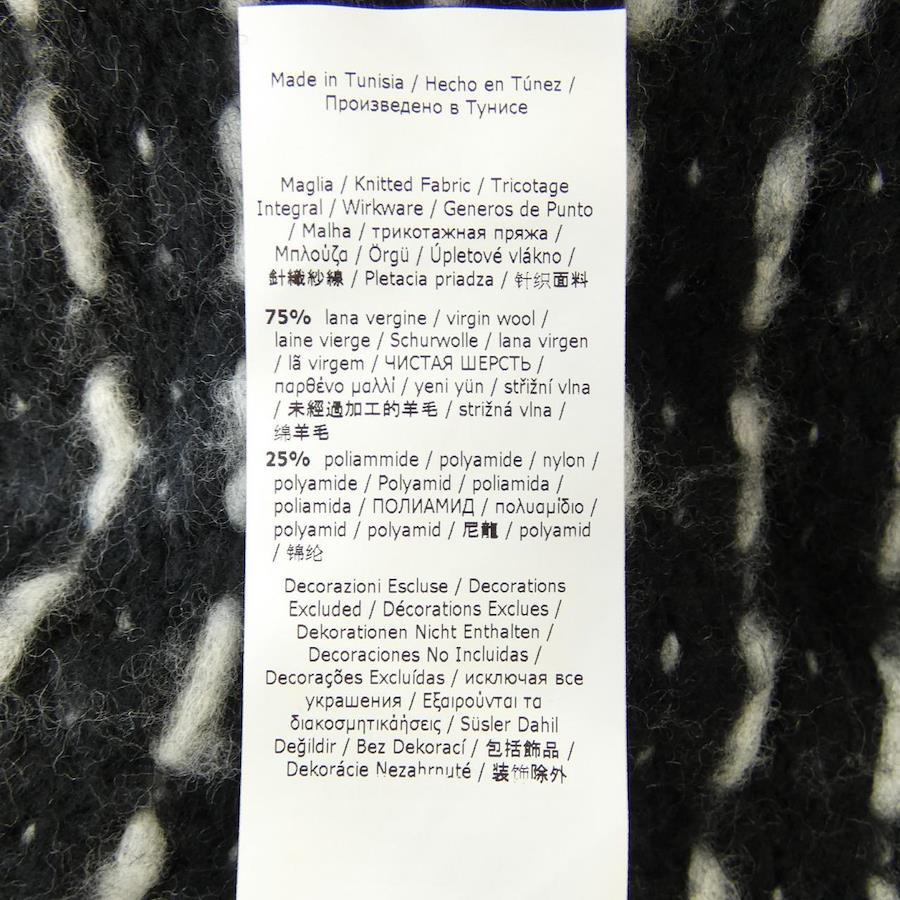 Made in Tunisia / Hecho en Túnez /
Произведено в Тунисе
Maglia / Knitted Fabric / Tricotage
Integral / Wirkware / Generos de Punto
/ Malha / трикотажная пряжа /
Μπλούζα / Örgü / Úpletové vlákno /
針織紗線 / Pletacia priadza / 针织面料
75% lana vergine / virgin wool /
laine vierge / Schurwolle / lana virgen
/ lã virgem / ЧИСТАЯ ШЕРСТЬ /
παρθένο μαλλί / yeni yün / střižní vlna
/ 未經過加工的羊毛 / strižná vlna /
绵羊毛
25% poliammide / polyamide / nylon /
polyamide / Polyamid / poliamida /
poliamida / ПОЛИАМИД / πολυαμίδιο /
polyamid / polyamid / 尼龍 / polyamid
/ 锦纶
Decorazioni Escluse / Decorations
Excluded / Décorations Exclues /
Dekorationen Nicht Enthalten /
Decoraciones No Incluidas /
Decorações Excluídas / исключая все
украшения / Εξαιρούνται τα
διακοσμητικάήσεις / Süsler Dahil
Değildir / Bez Dekorací / 包括飾品 /
Dekorácie Nezahrnuté / 装饰除外